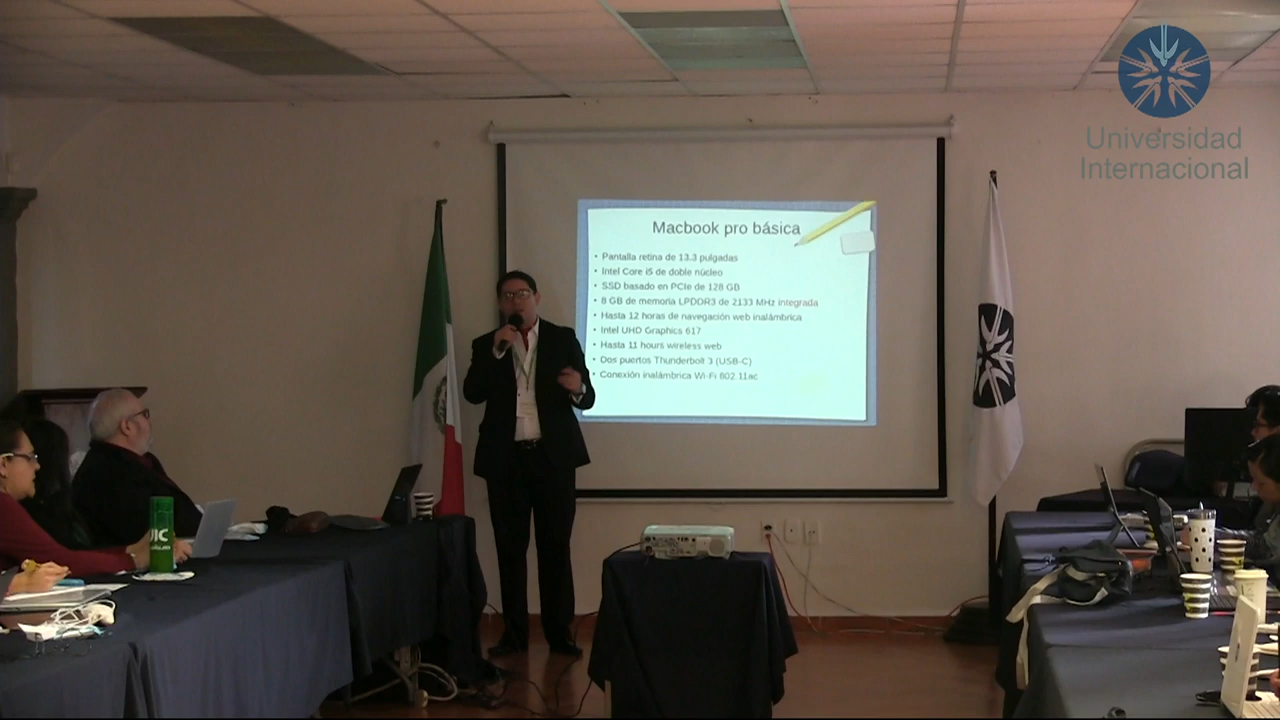 Universidad
Internacional
Macbook pro básica
• Pantalla retina de 13.3 pulgadas
• Intel Core i5 de doble núcleo
• SSD basado en PCIe de 128 GB
• 8 GB de memoria LPDDR3 de 2133 MHz integrada
• Hasta 12 horas de navegación web inalámbrica
• Intel UHD Graphics 617
• Hasta 11 hours wireless web
• Dos puertos Thunderbolt 3 (USB-C)
• Conexión inalámbrica Wi-Fi 802.11ac
UIC